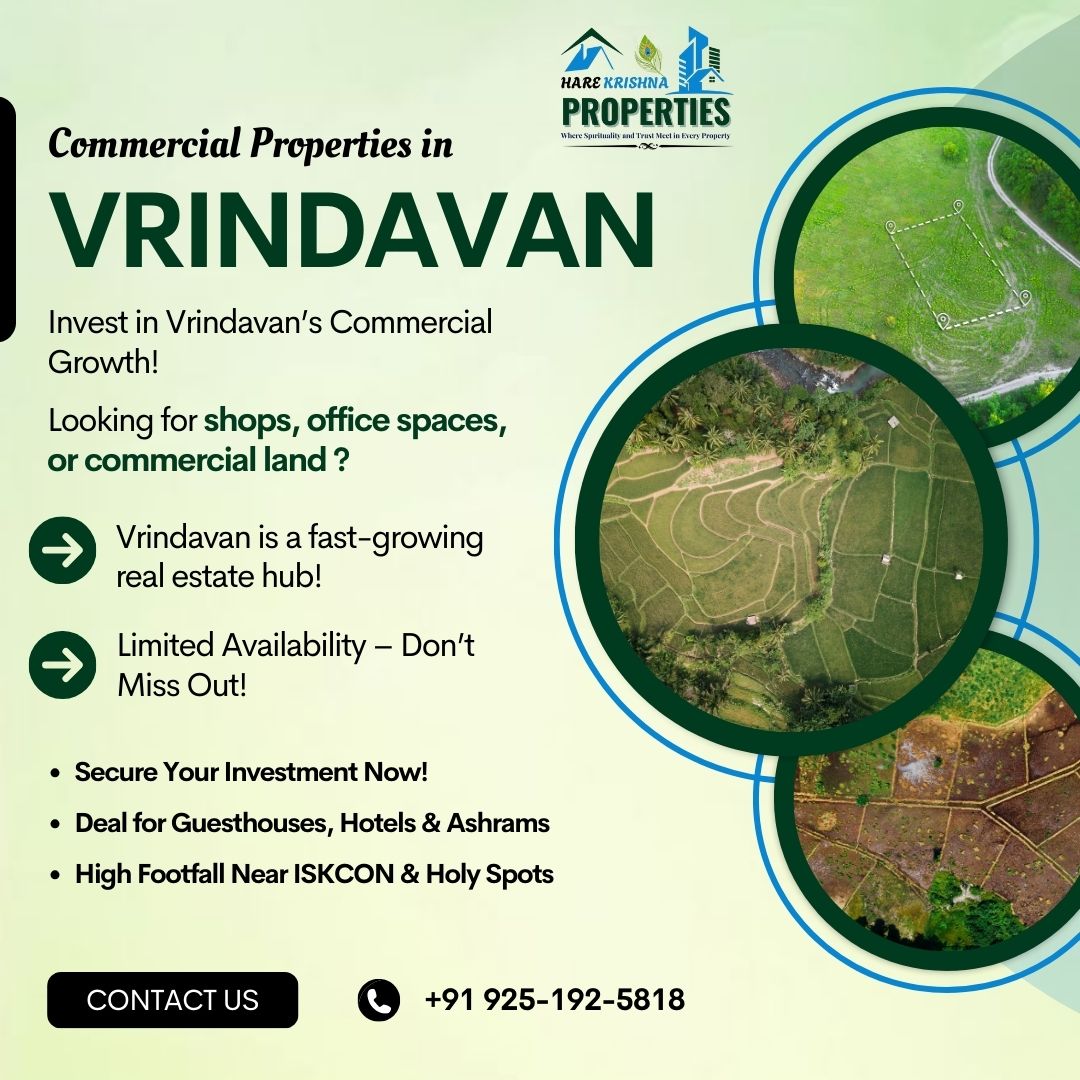 HARE KRISHNA
PROPERTIES
Where Spirituality and Trust Meet in Every Property
Commercial Properties in
VRINDAVAN
Invest in Vrindavan’s Commercial
Growth!
Looking for shops, office spaces,
or commercial land ?
Vrindavan is a fast-growing
real estate hub!
Limited Availability – Don’t
Miss Out!
• Secure Your Investment Now!
• Deal for Guesthouses, Hotels & Ashrams
• High Footfall Near ISKCON & Holy Spots
CONTACT US
+91 925-192-5818